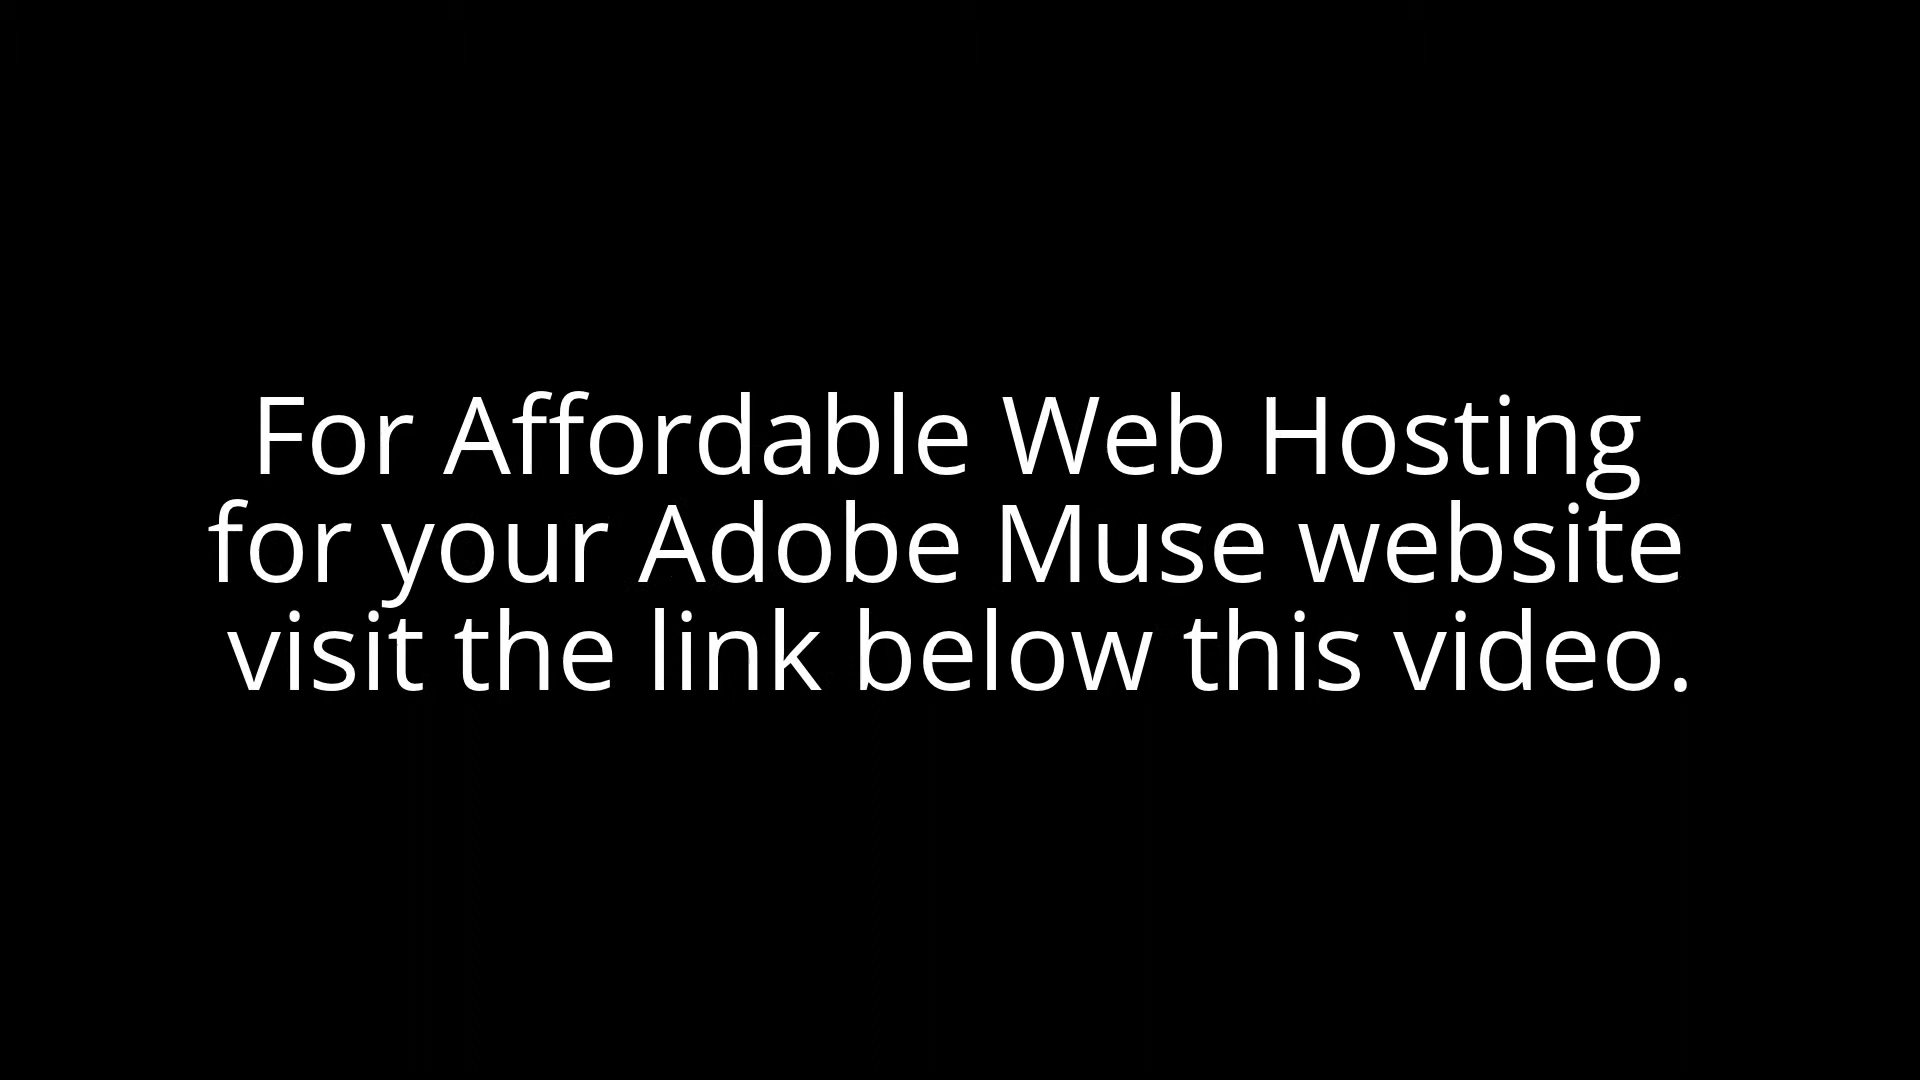 For Affordable Web Hosting
for your Adobe Muse website
visit the link below this video.